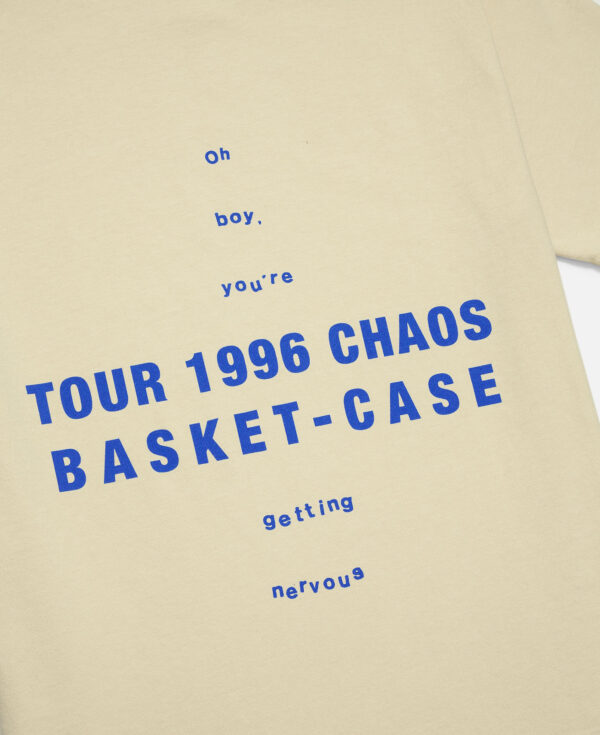 Oh
boy,
you're
TOUR 1996 CHAOS
BASKET-CASE
getting
nervous